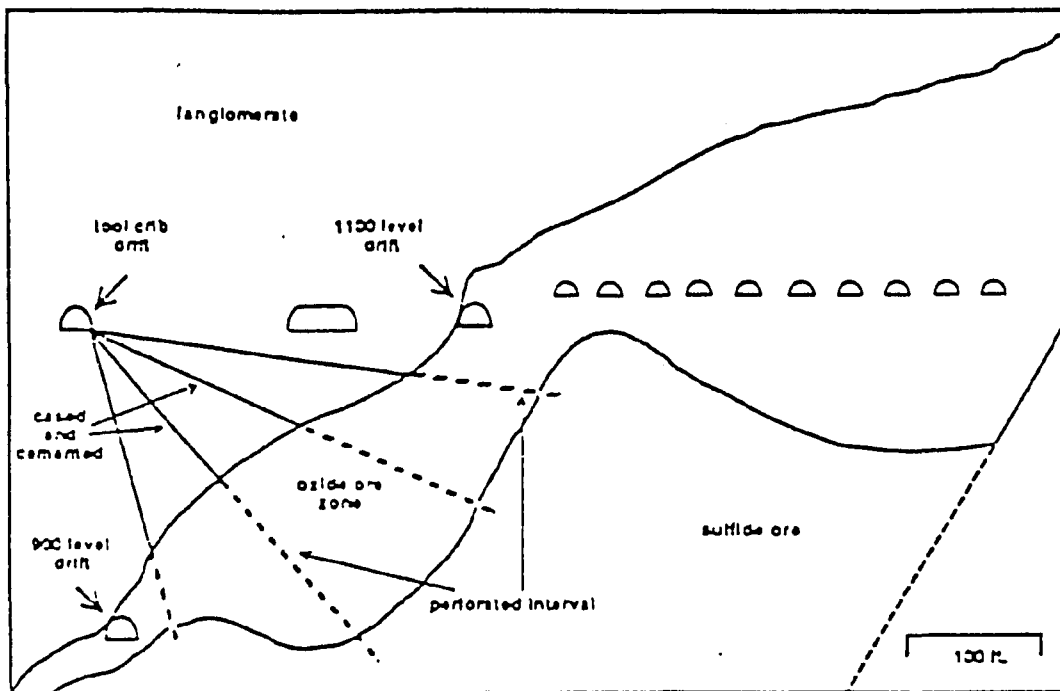 fanglomerate
tool crib
drift
1100 level
drift
cased
and
cemented
oxide ore
zone
900 level
drift
sulfide ore
perforated interval
100 ft.